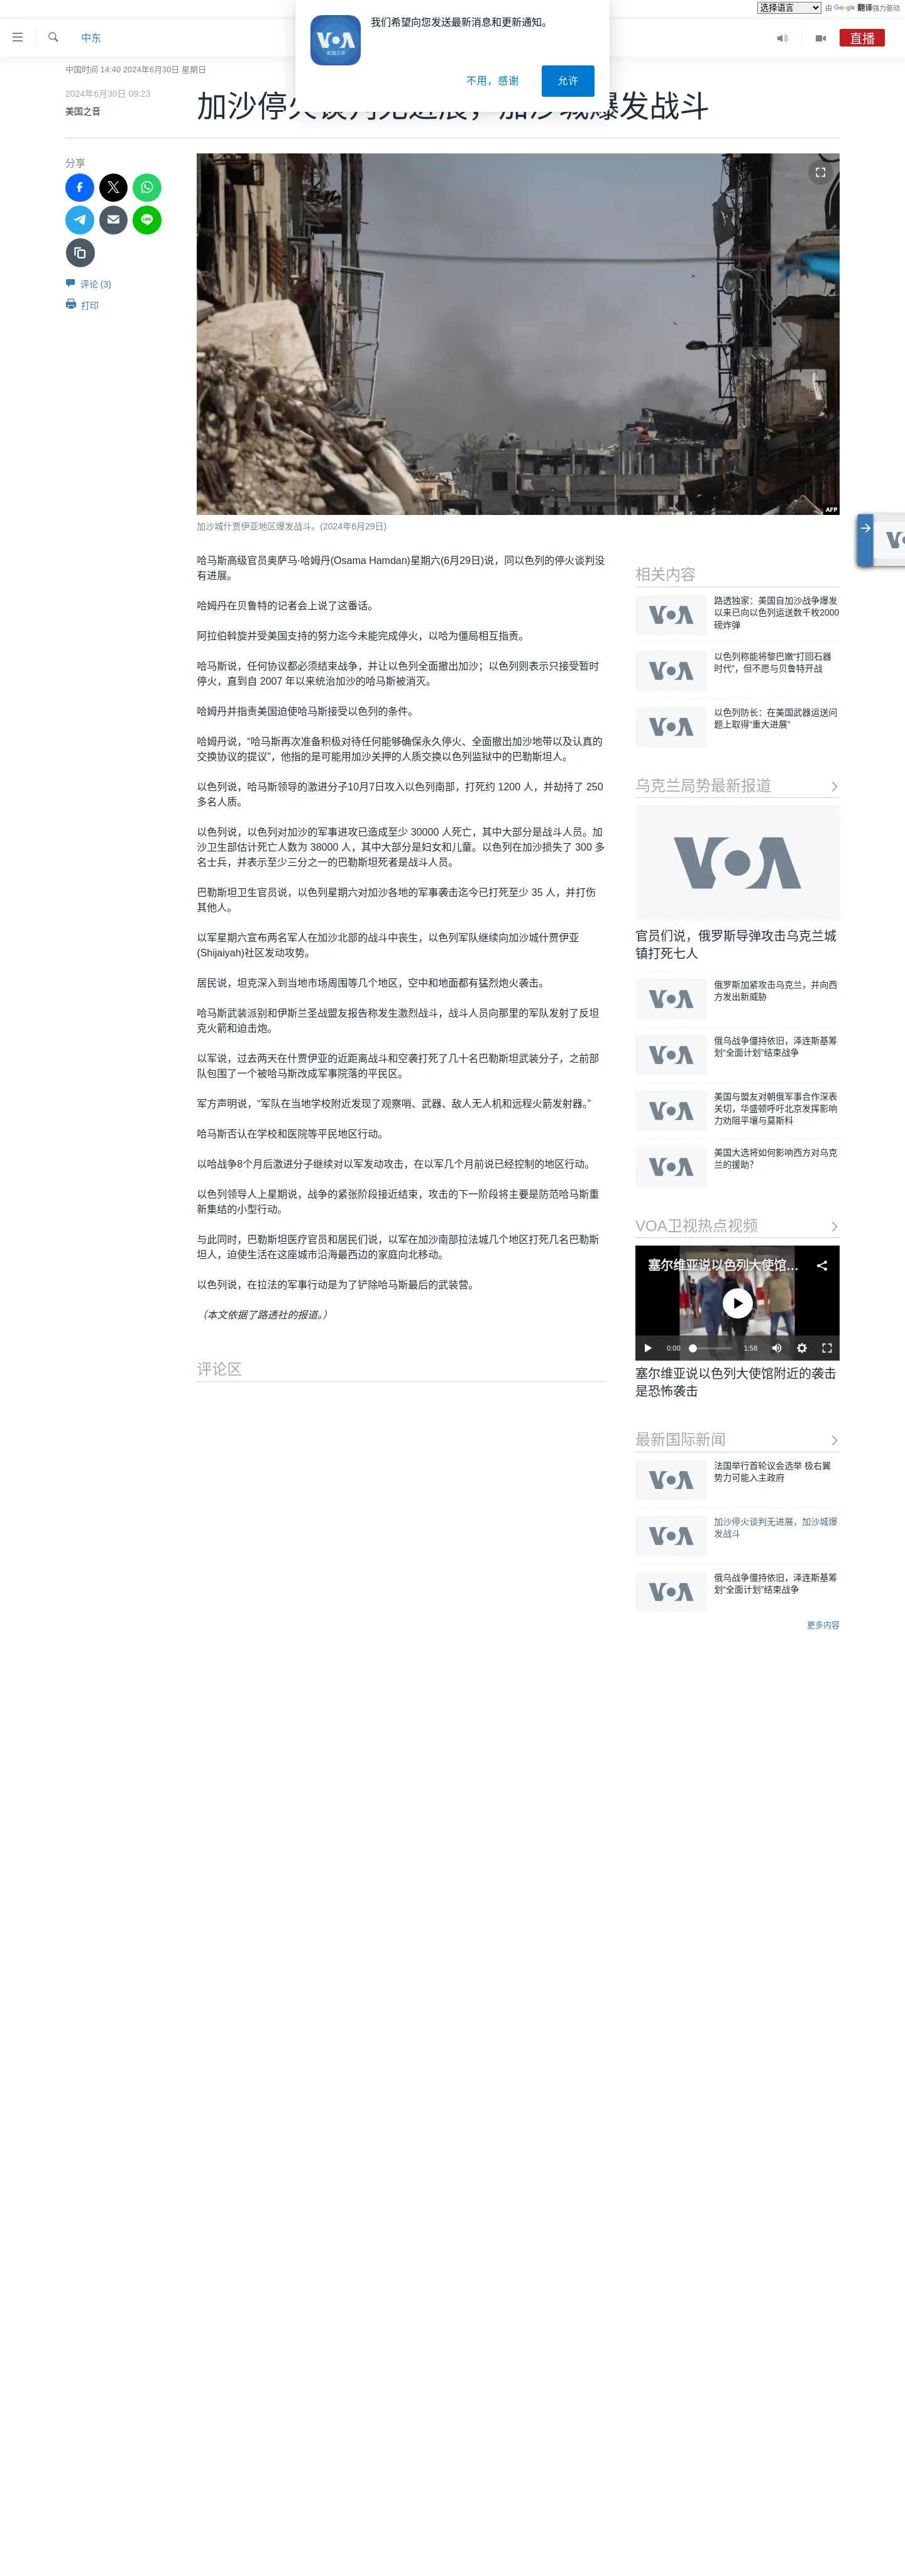 选择语言 由 Google 翻译强力驱动
我们希望向您发送最新消息和更新通知。
VOA
美国之音
不用，感谢
允许
中东
直播
中国时间 14:40 2024年6月30日 星期日
2024年6月30日 09:23
美国之音
加沙停火谈判无进展，加沙城爆发战斗
分享
评论 (3)
打印
AFP
加沙城什贾伊亚地区爆发战斗。(2024年6月29日)
哈马斯高级官员奥萨马·哈姆丹(Osama Hamdan)星期六(6月29日)说，同以色列的停火谈判没
有进展。
哈姆丹在贝鲁特的记者会上说了这番话。
阿拉伯斡旋并受美国支持的努力迄今未能完成停火，以哈为僵局相互指责。
哈马斯说，任何协议都必须结束战争，并让以色列全面撤出加沙；以色列则表示只接受暂时
停火，直到自 2007 年以来统治加沙的哈马斯被消灭。
哈姆丹并指责美国迫使哈马斯接受以色列的条件。
哈姆丹说，“哈马斯再次准备积极对待任何能够确保永久停火、全面撤出加沙地带以及认真的
交换协议的提议”，他指的是可能用加沙关押的人质交换以色列监狱中的巴勒斯坦人。
以色列说，哈马斯领导的激进分子10月7日攻入以色列南部，打死约 1200 人，并劫持了 250
多名人质。
以色列说，以色列对加沙的军事进攻已造成至少 30000 人死亡，其中大部分是战斗人员。加
沙卫生部估计死亡人数为 38000 人，其中大部分是妇女和儿童。以色列在加沙损失了 300 多
名士兵，并表示至少三分之一的巴勒斯坦死者是战斗人员。
巴勒斯坦卫生官员说，以色列星期六对加沙各地的军事袭击迄今已打死至少 35 人，并打伤
其他人。
以军星期六宣布两名军人在加沙北部的战斗中丧生，以色列军队继续向加沙城什贾伊亚
(Shijaiyah)社区发动攻势。
居民说，坦克深入到当地市场周围等几个地区，空中和地面都有猛烈炮火袭击。
哈马斯武装派别和伊斯兰圣战盟友报告称发生激烈战斗，战斗人员向那里的军队发射了反坦
克火箭和迫击炮。
以军说，过去两天在什贾伊亚的近距离战斗和空袭打死了几十名巴勒斯坦武装分子，之前部
队包围了一个被哈马斯改成军事院落的平民区。
军方声明说，“军队在当地学校附近发现了观察哨、武器、敌人无人机和远程火箭发射器。”
哈马斯否认在学校和医院等平民地区行动。
以哈战争8个月后激进分子继续对以军发动攻击，在以军几个月前说已经控制的地区行动。
以色列领导人上星期说，战争的紧张阶段接近结束，攻击的下一阶段将主要是防范哈马斯重
新集结的小型行动。
与此同时，巴勒斯坦医疗官员和居民们说，以军在加沙南部拉法城几个地区打死几名巴勒斯
坦人，迫使生活在这座城市沿海最西边的家庭向北移动。
以色列说，在拉法的军事行动是为了铲除哈马斯最后的武装营。
（本文依据了路透社的报道。）
评论区
相关内容
VOA
路透独家：美国自加沙战争爆发
以来已向以色列运送数千枚2000
磅炸弹
VOA
以色列称能将黎巴嫩“打回石器
时代”，但不愿与贝鲁特开战
VOA
以色列防长：在美国武器运送问
题上取得“重大进展”
乌克兰局势最新报道
VOA
官员们说，俄罗斯导弹攻击乌克兰城
镇打死七人
VOA
俄罗斯加紧攻击乌克兰，并向西
方发出新威胁
VOA
俄乌战争僵持依旧，泽连斯基筹
划“全面计划”结束战争
VOA
美国与盟友对朝俄军事合作深表
关切，华盛顿呼吁北京发挥影响
力劝阻平壤与莫斯科
VOA
美国大选将如何影响西方对乌克
兰的援助？
VOA卫视热点视频
塞尔维亚说以色列大使馆...
0:00
1:58
塞尔维亚说以色列大使馆附近的袭击
是恐怖袭击
最新国际新闻
VOA
法国举行首轮议会选举 极右翼
势力可能入主政府
VOA
加沙停火谈判无进展，加沙城爆
发战斗
VOA
俄乌战争僵持依旧，泽连斯基筹
划“全面计划”结束战争
更多内容